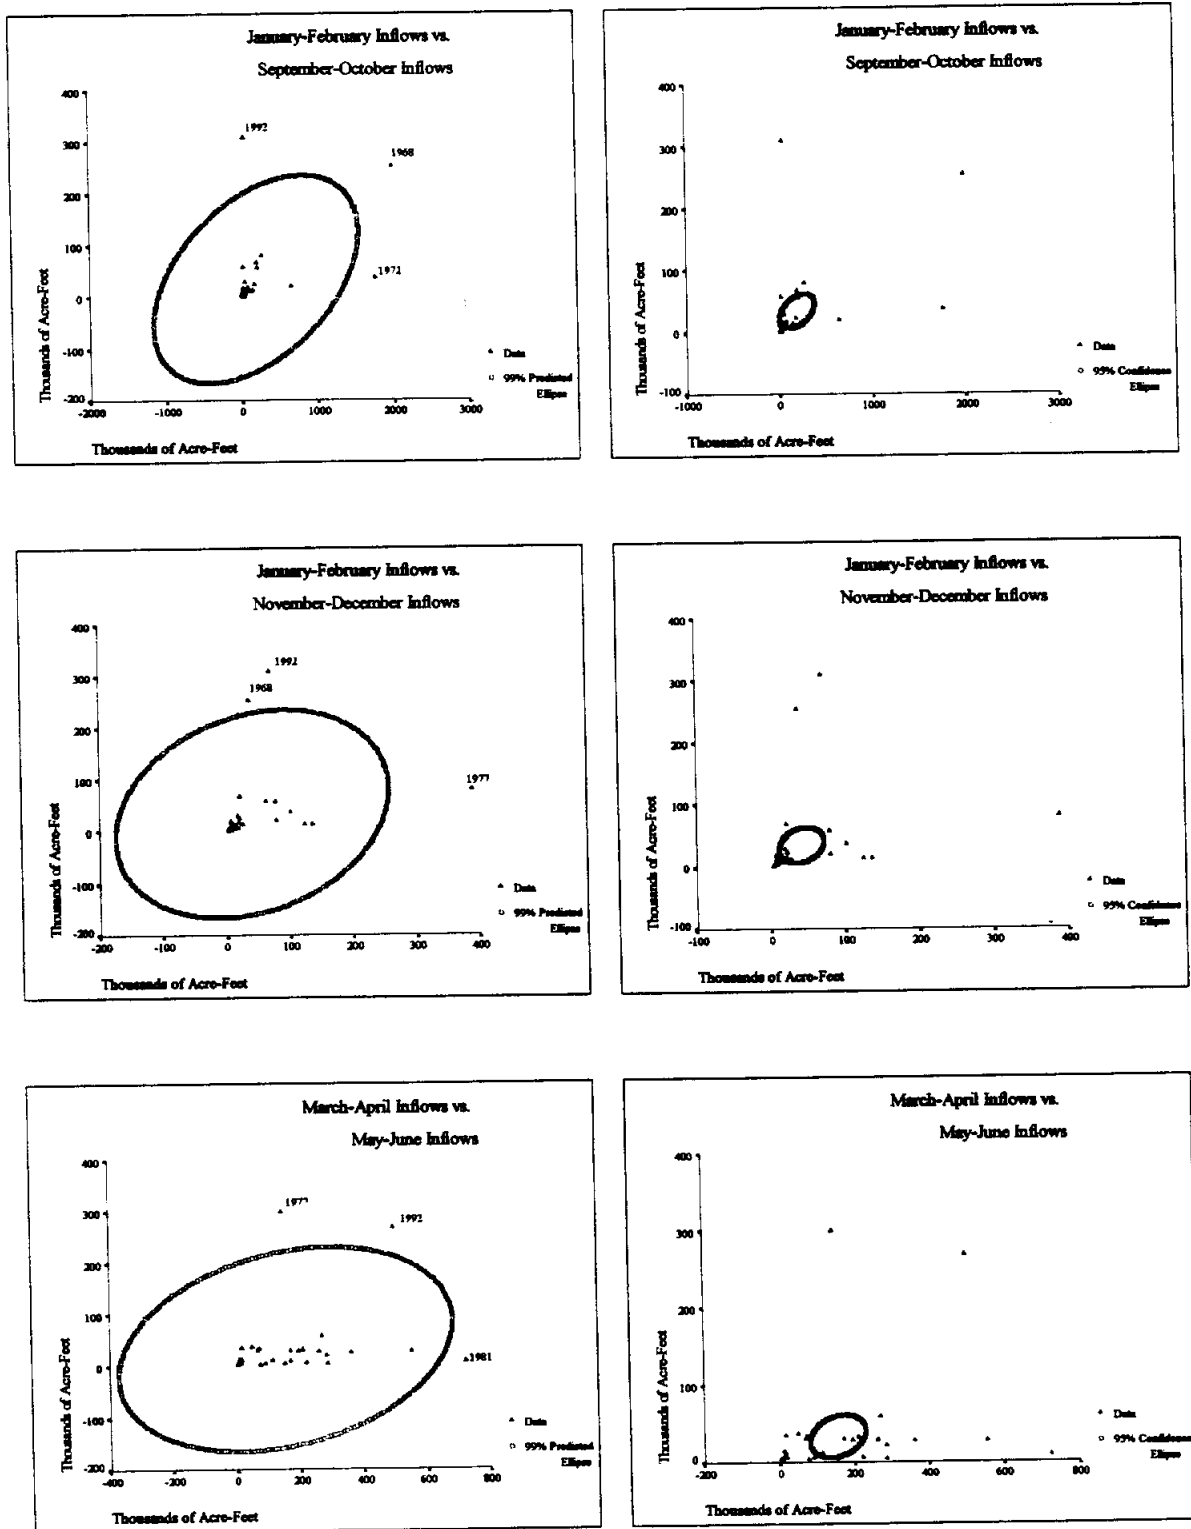 January-February Inflows vs.
September-October Inflows
400
300
200
100
0
-100
-200
-2000
-1000
0
1000
2000
3000
1992
1968
1971
Thousands of Acre-Feet
Data
99% Predicted
Ellipse
Thousands of Acre-Feet
January-February Inflows vs.
September-October Inflows
400
300
200
100
0
-100
-1000
0
1000
2000
3000
Thousands of Acre-Feet
Data
95% Confidence
Ellipse
Thousands of Acre-Feet
January-February Inflows vs.
November-December Inflows
400
300
200
100
0
-100
-200
-200
-100
0
100
200
300
400
1992
1968
1977
Thousands of Acre-Feet
Data
99% Predicted
Ellipse
Thousands of Acre-Feet
January-February Inflows vs.
November-December Inflows
400
300
200
100
0
-100
-100
0
100
200
300
400
Thousands of Acre-Feet
Data
95% Confidence
Ellipse
Thousands of Acre-Feet
March-April Inflows vs.
May-June Inflows
400
300
200
100
0
-100
-200
-400
-200
0
200
400
600
800
1977
1992
1981
Thousands of Acre-Feet
Data
99% Predicted
Ellipse
Thousands of Acre-Feet
March-April Inflows vs.
May-June Inflows
400
300
200
100
0
-200
0
200
400
600
800
Thousands of Acre-Feet
Data
95% Confidence
Ellipse
Thousands of Acre-Feet